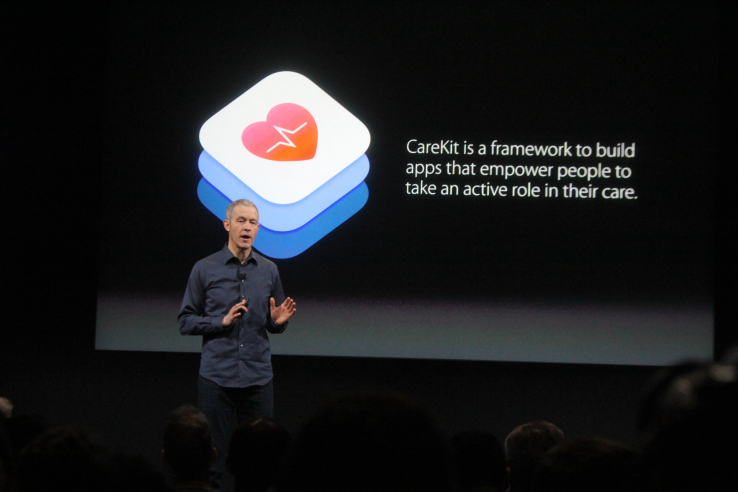 CareKit is a framework to build
apps that empower people to
take an active role in their care.